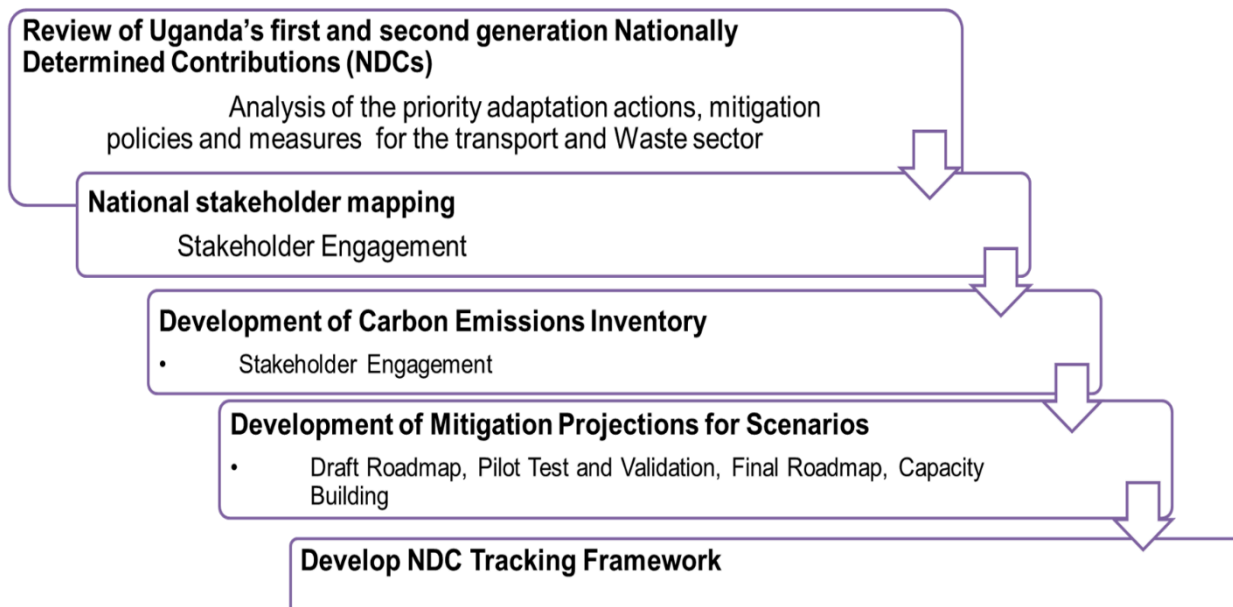 Review of Uganda's first and second generation Nationally
Determined Contributions (NDCs)
Analysis of the priority adaptation actions, mitigation
policies and measures for the transport and Waste sector
National stakeholder mapping
Stakeholder Engagement
Development of Carbon Emissions Inventory
• Stakeholder Engagement
Development of Mitigation Projections for Scenarios
• Draft Roadmap, Pilot Test and Validation, Final Roadmap, Capacity
Building
Develop NDC Tracking Framework